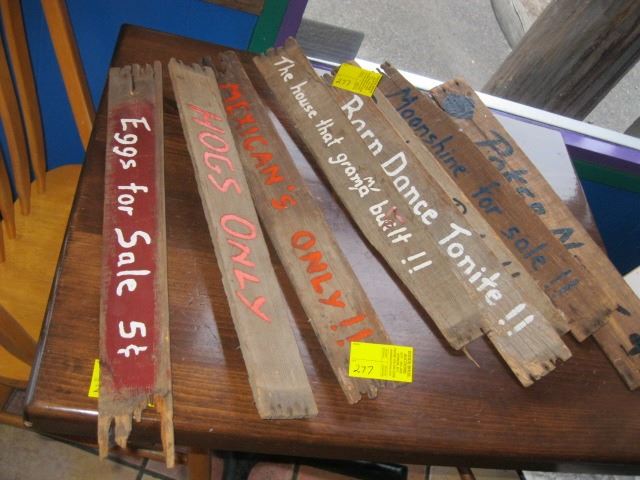 Eggs for Sale 5¢
HOGS ONLY
MEXICAN'S ONLY!!
277
The house that grama built!!
277
Barn Dance Tonite!!
Moonshine for sale!!